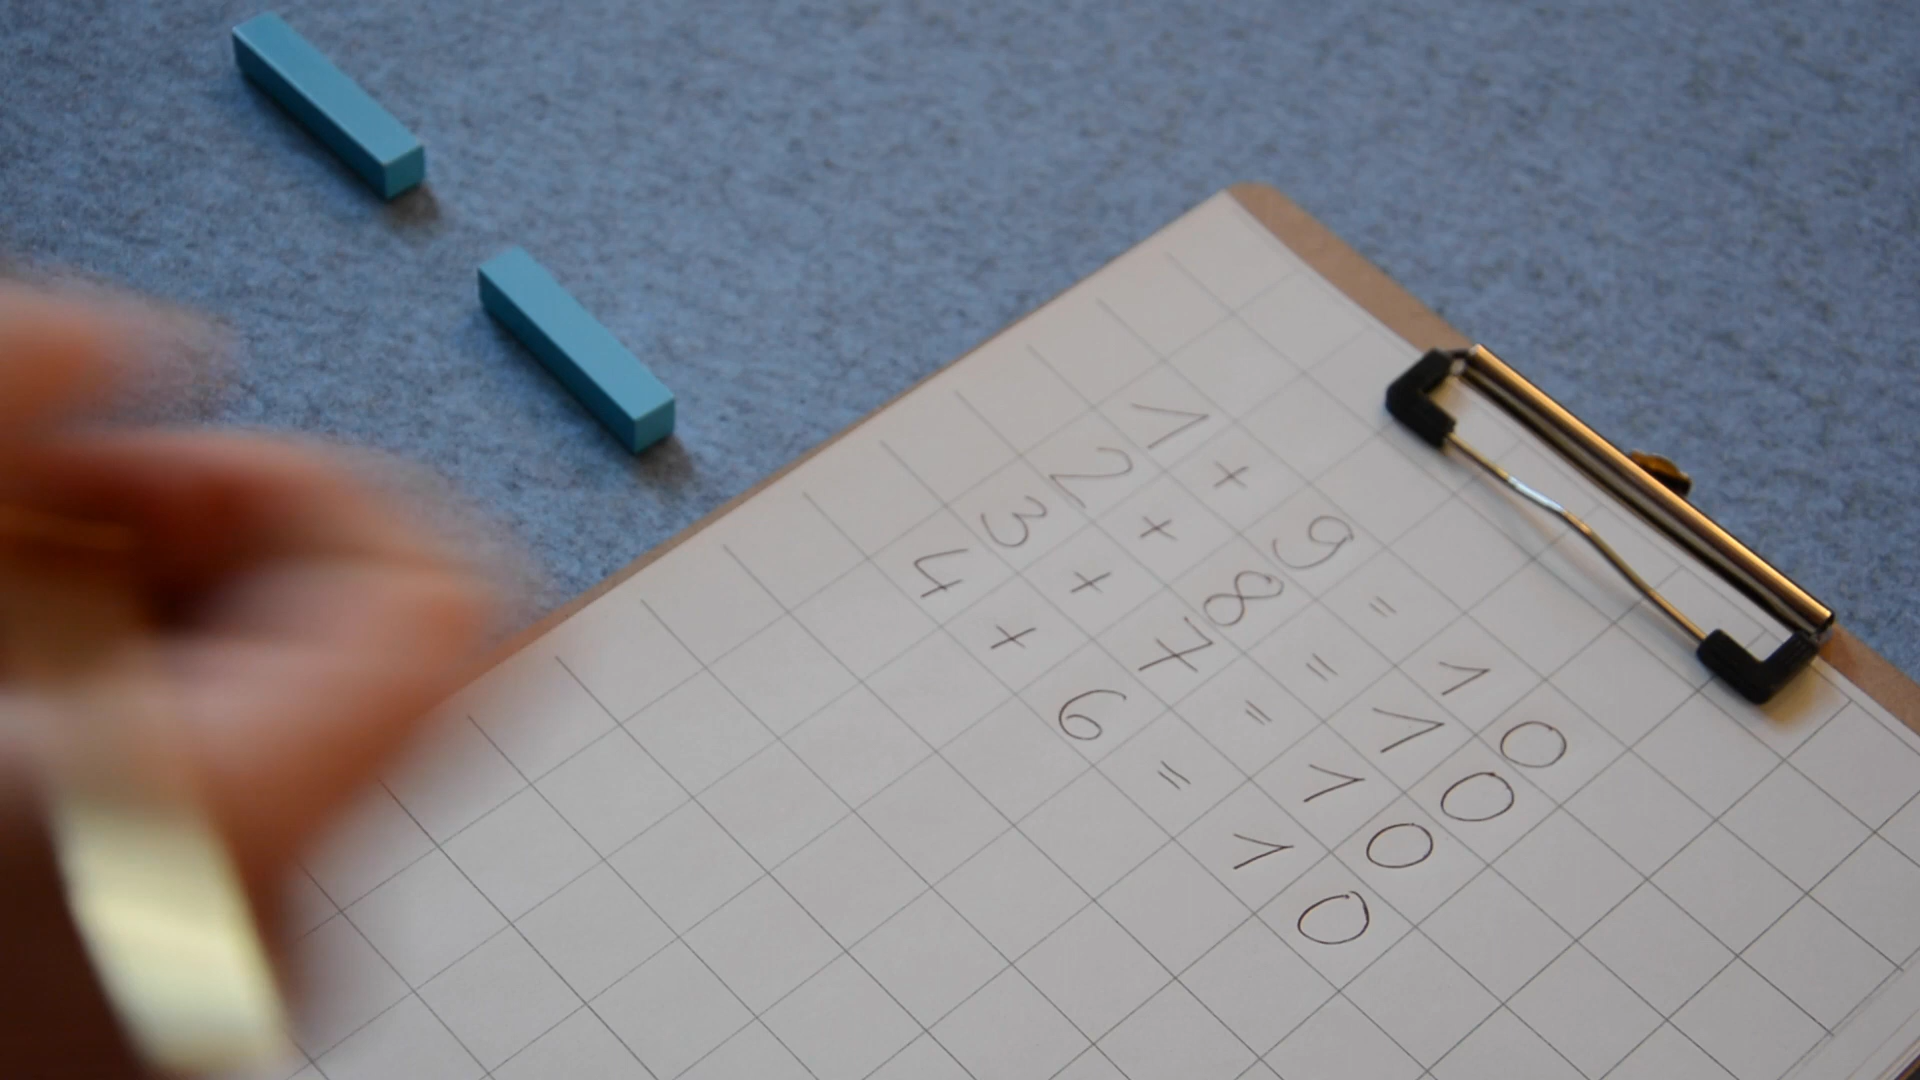 1 + 9 = 10
2 + 8 = 10
3 + 7 = 10
4 + 6 = 10